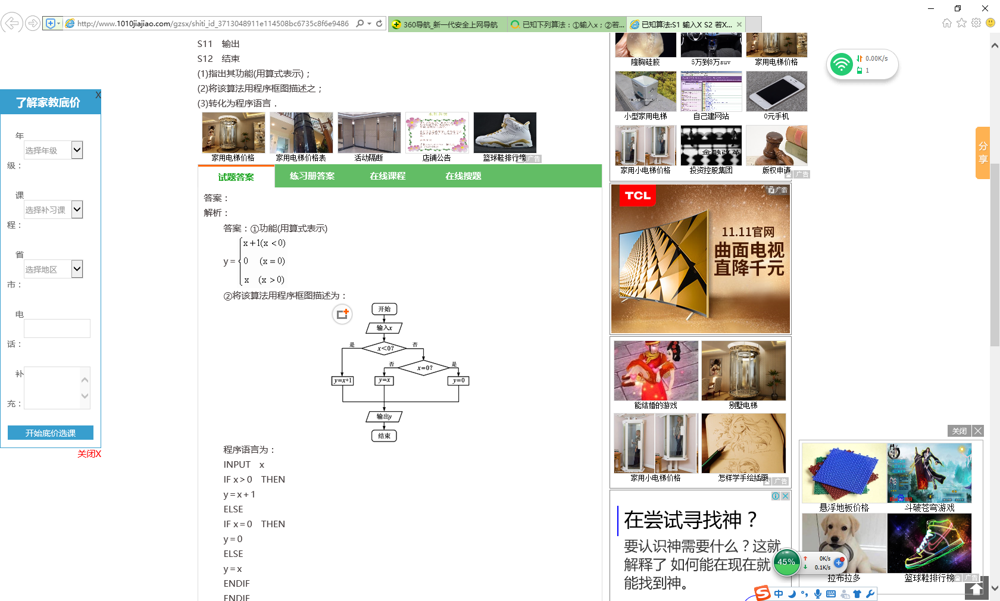 http://www.1010jiajiao.com/gzsx/shiti_id_3713048911e114508bc6735c8f6e9486
360导航_新一代安全上网导航
已知下列算法：①输入x；②若...
已知算法:S1 输入X S2 若X...
S11 输出
S12 结束
(1)指出其功能(用算式表示)；
(2)将该算法用程序框图描述之；
(3)转化为程序语言．
家用电梯价格
家用电梯价格表
活动隔断
店铺公告
篮球鞋排行榜
广告
试题答案
练习册答案
在线课程
在线搜题
答案：
解析：
答案：①功能(用算式表示)
x+1(x<0)
y= 0 (x=0)
x (x>0)
②将该算法用程序框图描述为：
开始
输入x
是
x<0?
否
否
x=0?
是
y=x+1
y=x
y=0
输出y
结束
程序语言为：
INPUT x
IF x > 0 THEN
y = x + 1
ELSE
IF x = 0 THEN
y = 0
ELSE
y = x
ENDIF
ENDIF
X
了解家教底价
年
选择年级
级：
课
选择补习课
程：
省
选择地区
市：
电
话：
补
充：
开始底价选课
关闭X
隆胸硅胶
5万到8万suv
家用电梯价格
小型家用电梯
自己建网站
0元手机
家用小电梯价格
投资控股集团
版权申请
广告
TCL
广告
11.11官网
曲面电视
直降千元
能结婚的游戏
别墅电梯
家用小电梯价格
怎样学手绘插画
广告
在尝试寻找神？
要认识神需要什么？这就
解释了 如何能在现在就
能找到神。
0.00K/s
1
分
享
关闭
悬浮地板价格
斗破苍穹游戏
拉布拉多
篮球鞋排行榜
广告
45%
0K/s
0.1K/s
中